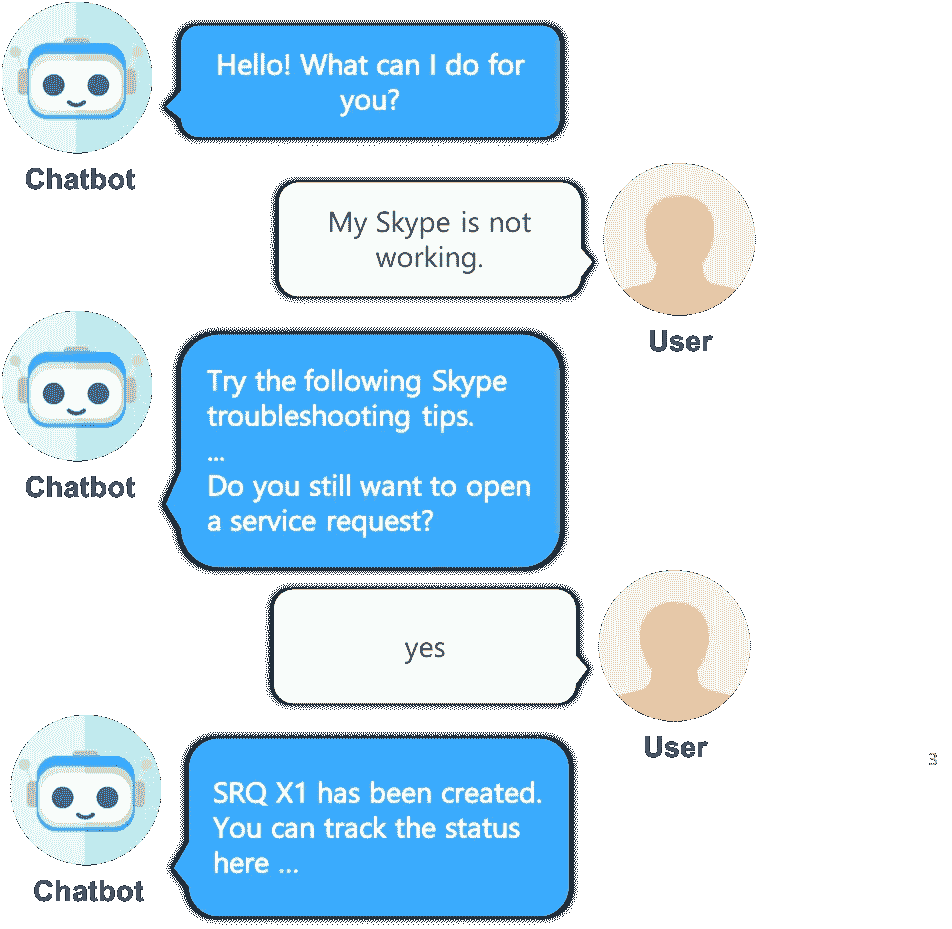 Hello! What can I do for
you?
Chatbot
My Skype is not
working.
User
Try the following Skype
troubleshooting tips.
...
Do you still want to open
a service request?
Chatbot
yes
User
SRQ X1 has been created.
You can track the status
here ...
Chatbot
3